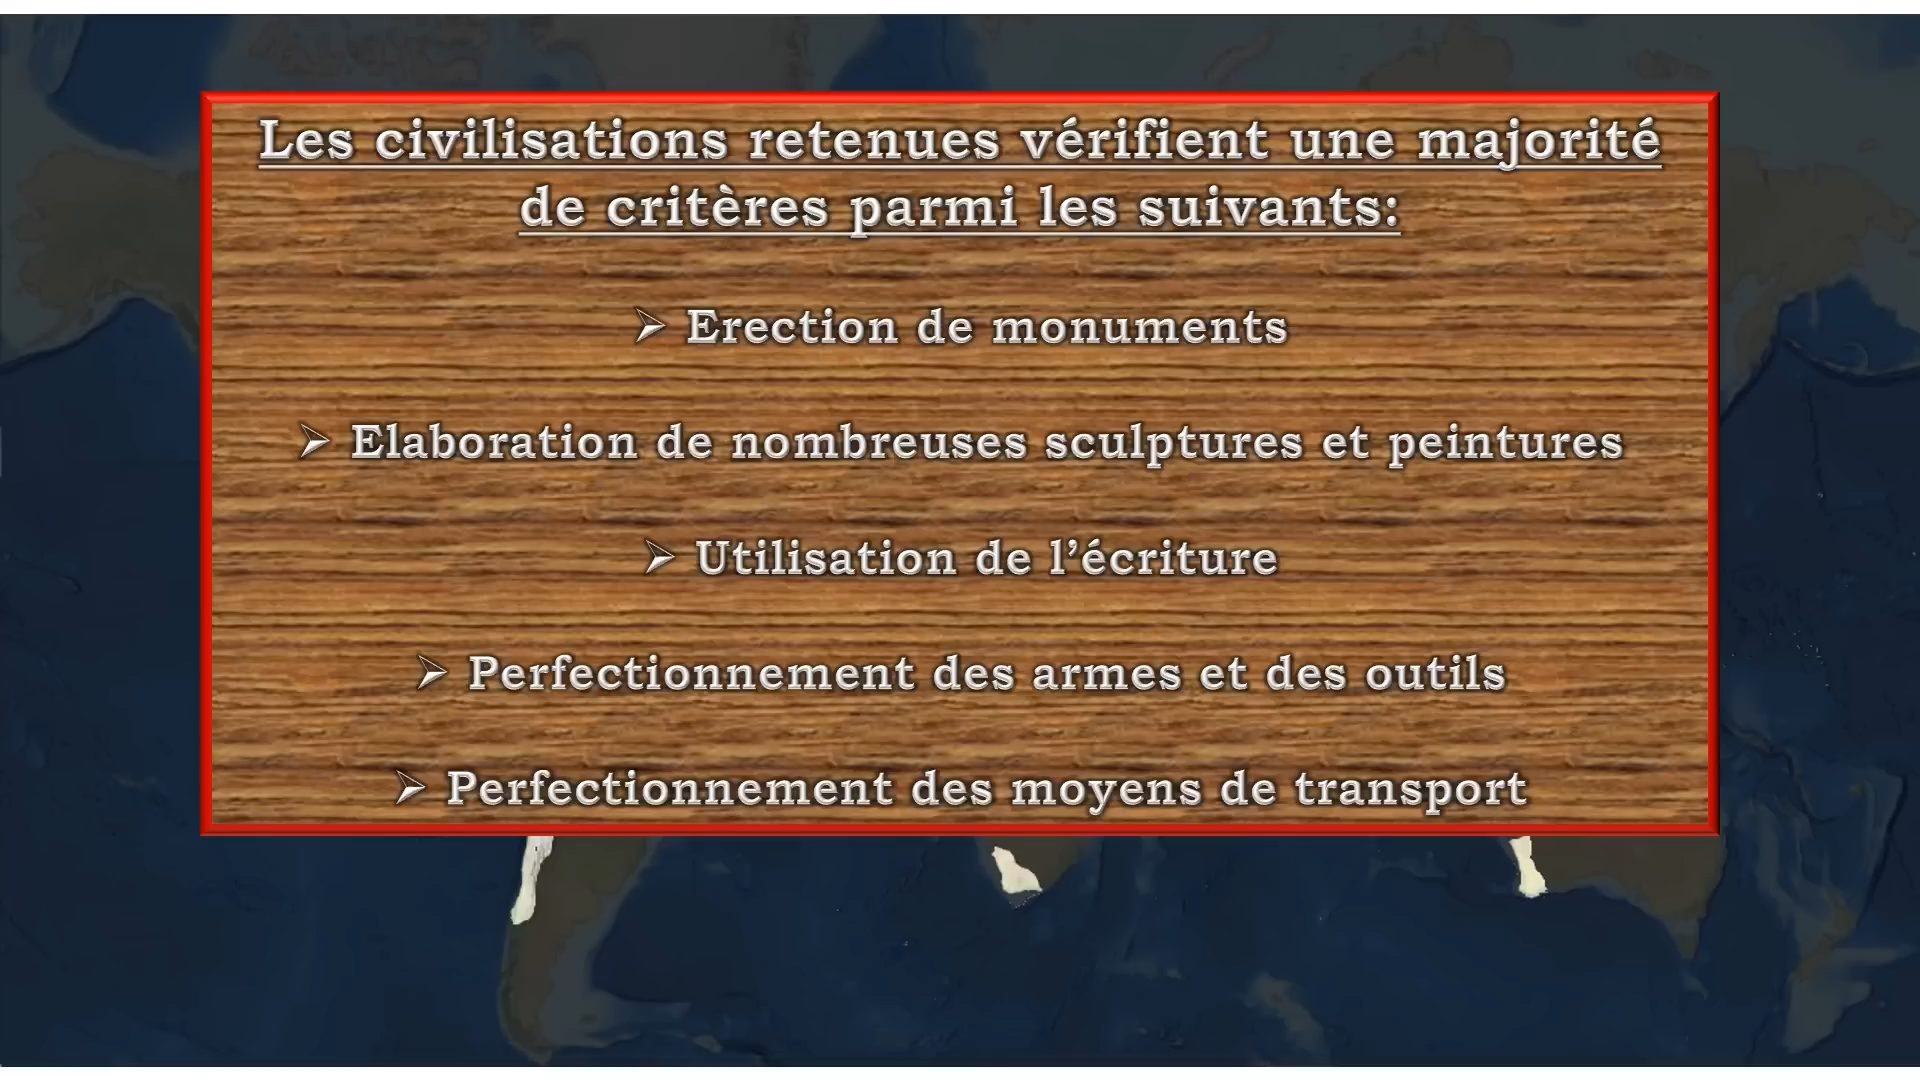 Les civilisations retenues vérifient une majorité
de critères parmi les suivants:
➢ Erection de monuments
➢ Elaboration de nombreuses sculptures et peintures
➢ Utilisation de l’écriture
➢ Perfectionnement des armes et des outils
➢ Perfectionnement des moyens de transport